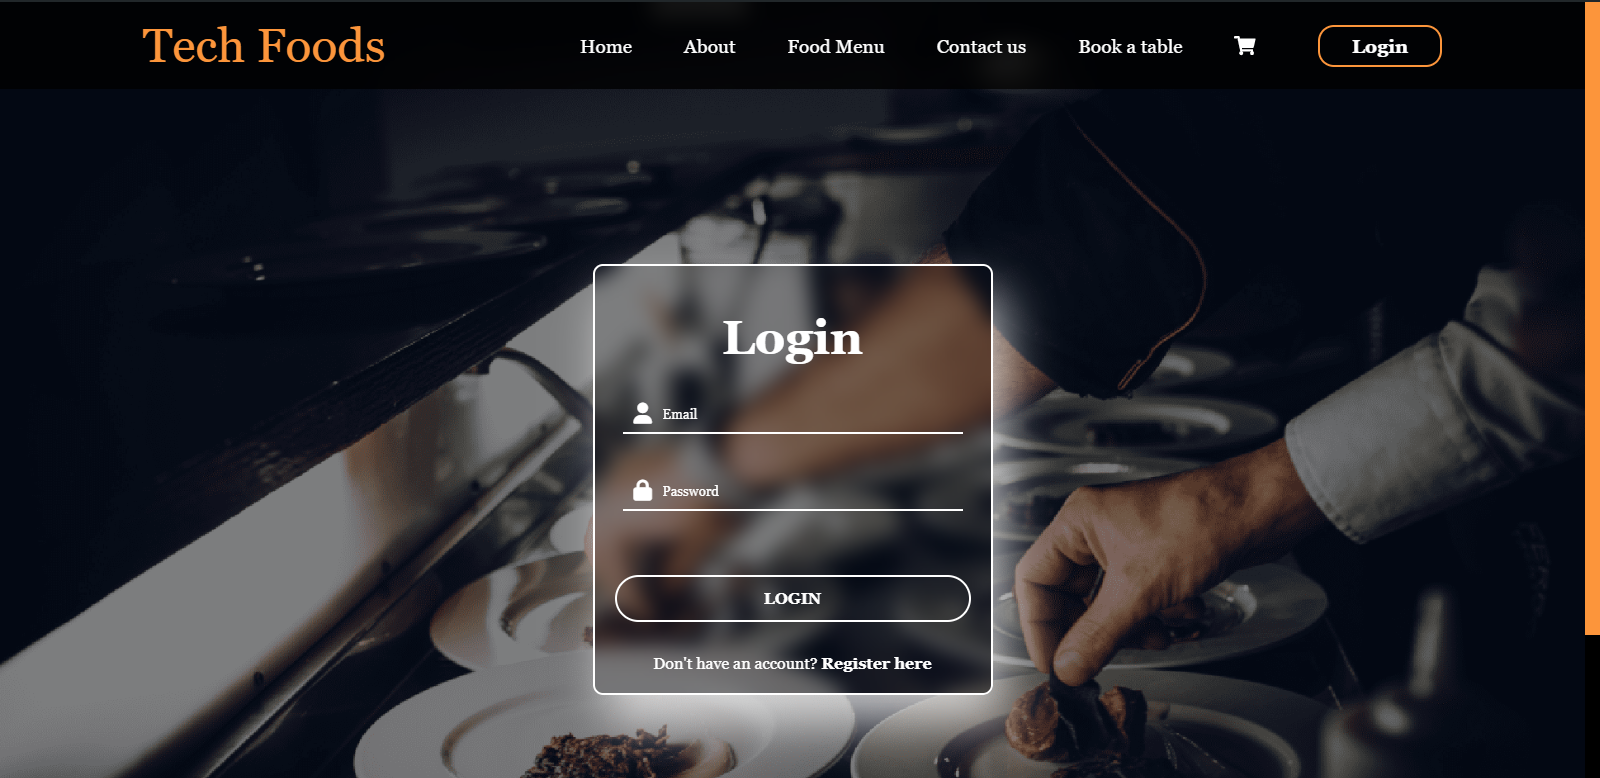 Tech Foods Home About Food Menu Contact us Book a table Login
Login
Email
Password
LOGIN
Don't have an account? Register here